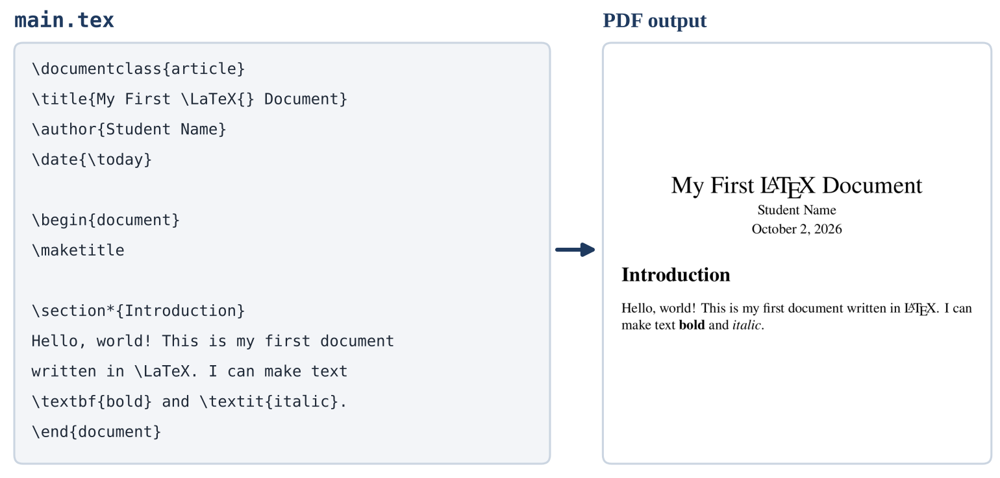 main.tex
\documentclass{article}
\title{My First \LaTeX{} Document}
\author{Student Name}
\date{\today}
\begin{document}
\maketitle
\section*{Introduction}
Hello, world! This is my first document
written in \LaTeX. I can make text
\textbf{bold} and \textit{italic}.
\end{document}
PDF output
My First LATEX Document
Student Name
October 2, 2026
Introduction
Hello, world! This is my first document written in LATEX. I can
make text bold and italic.